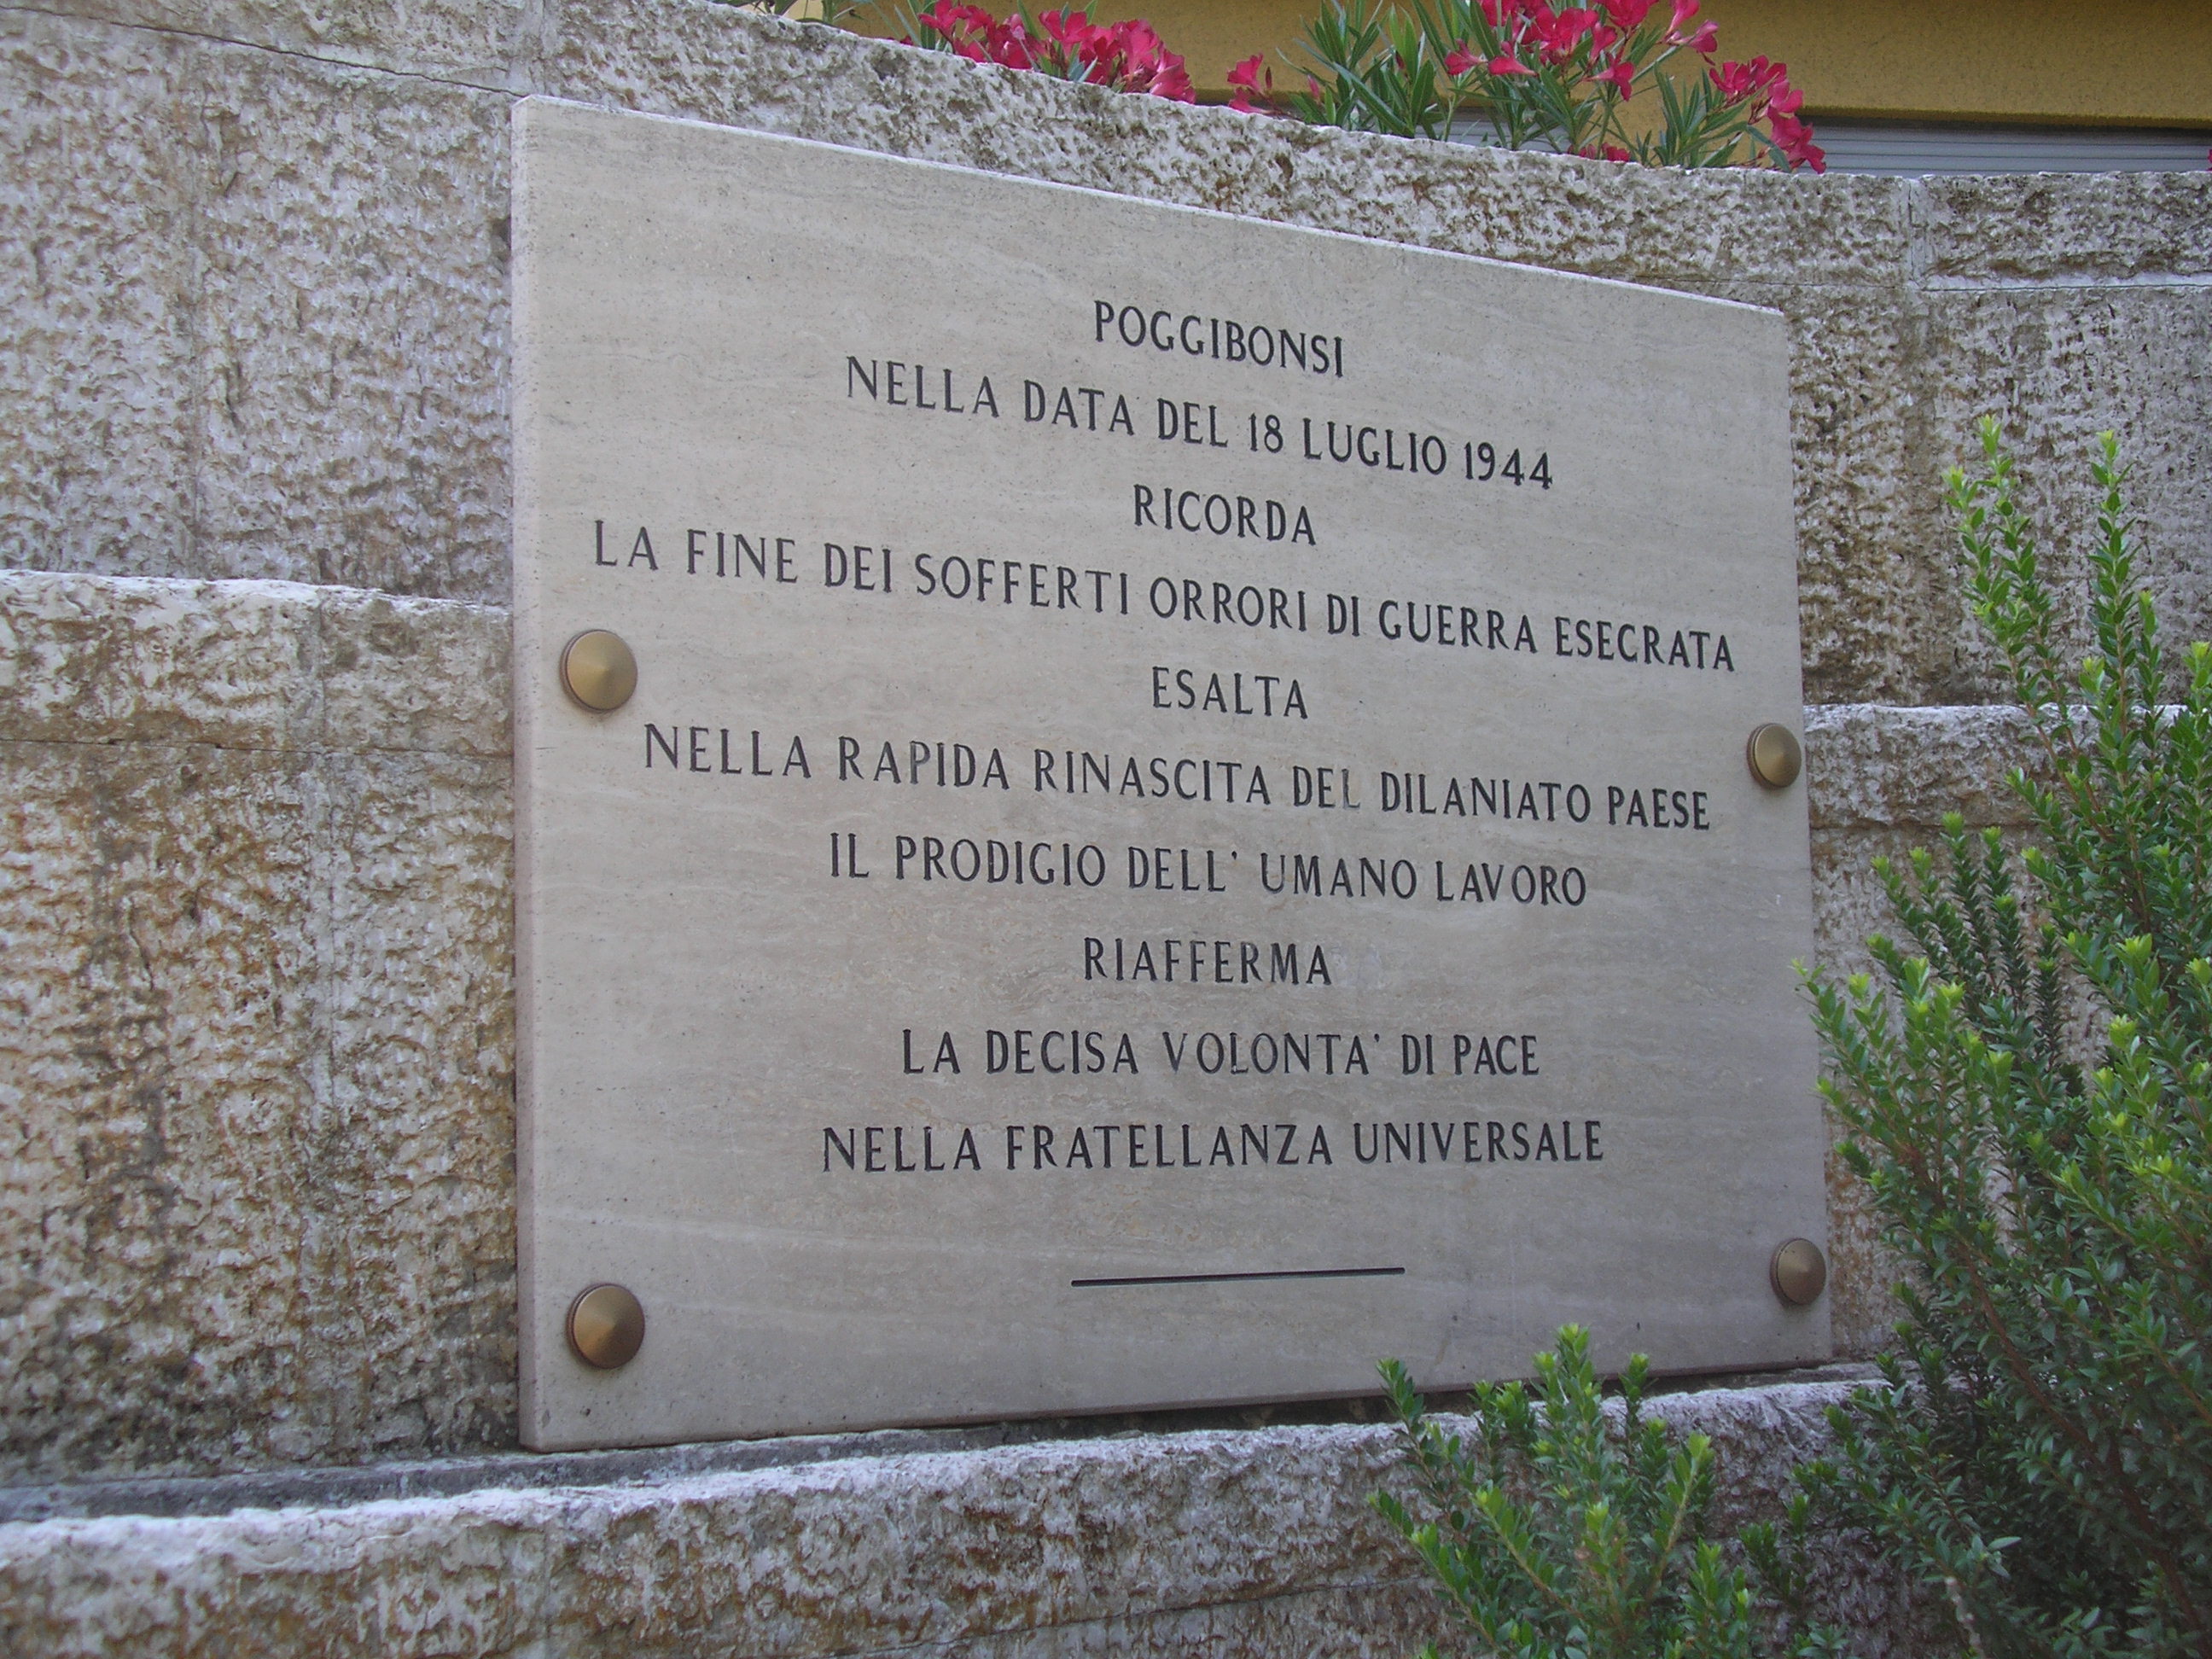 POGGIBONSI
NELLA DATA DEL 18 LUGLIO 1944
RICORDA
LA FINE DEI SOFFERTI ORRORI DI GUERRA ESECRATA
ESALTA
NELLA RAPIDA RINASCITA DEL DILANIATO PAESE
IL PRODIGIO DELL' UMANO LAVORO
RIAFFERMA
LA DECISA VOLONTA' DI PACE
NELLA FRATELLANZA UNIVERSALE